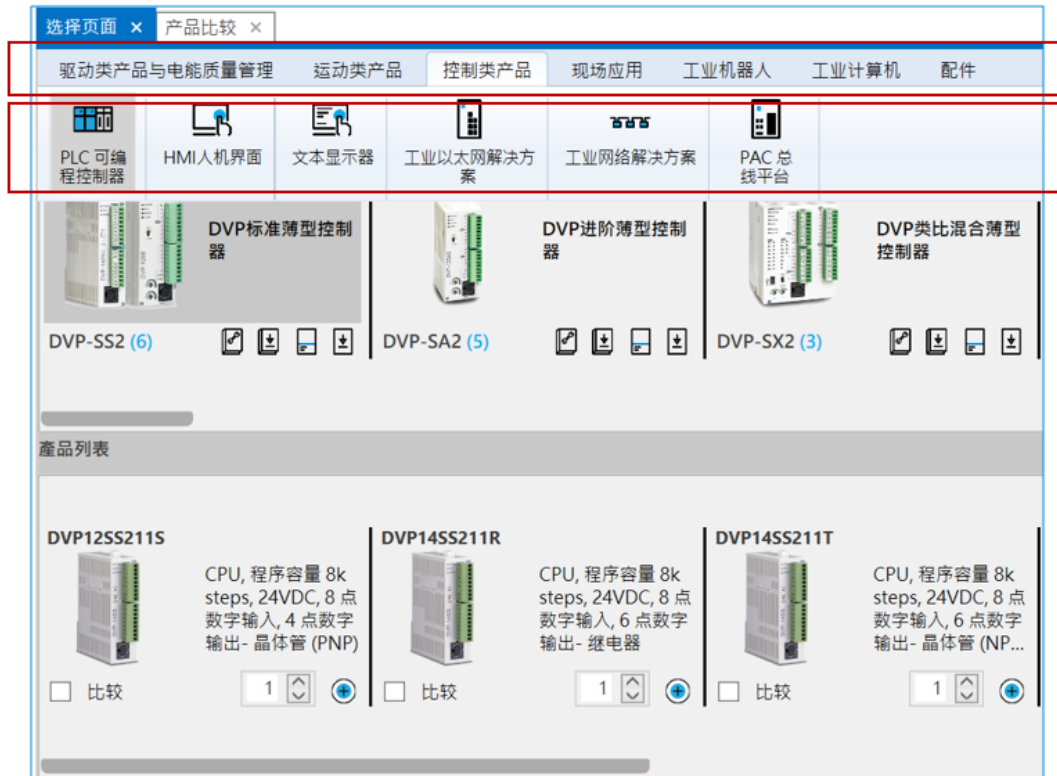 选择页面 × 产品比较 ×
驱动类产品与电能质量管理 运动类产品 控制类产品 现场应用 工业机器人 工业计算机 配件
PLC 可编 HMI人机界面 文本显示器 工业以太网解决方 工业网络解决方案 PAC 总
程控制器 案 线平台
DVP标准薄型控制 DVP进阶薄型控制 DVP类比混合薄型
器 器 控制器
DVP-SS2 (6) DVP-SA2 (5) DVP-SX2 (3)
產品列表
DVP12SS211S DVP14SS211R DVP14SS211T
CPU, 程序容量 8k CPU, 程序容量 8k CPU, 程序容量 8k
steps, 24VDC, 8 点 steps, 24VDC, 8 点 steps, 24VDC, 8 点
数字输入, 4 点数字 数字输入, 6 点数字 数字输入, 6 点数字
输出- 晶体管 (PNP) 输出- 继电器 输出- 晶体管 (NP...
比较 1 比较 1 比较 1